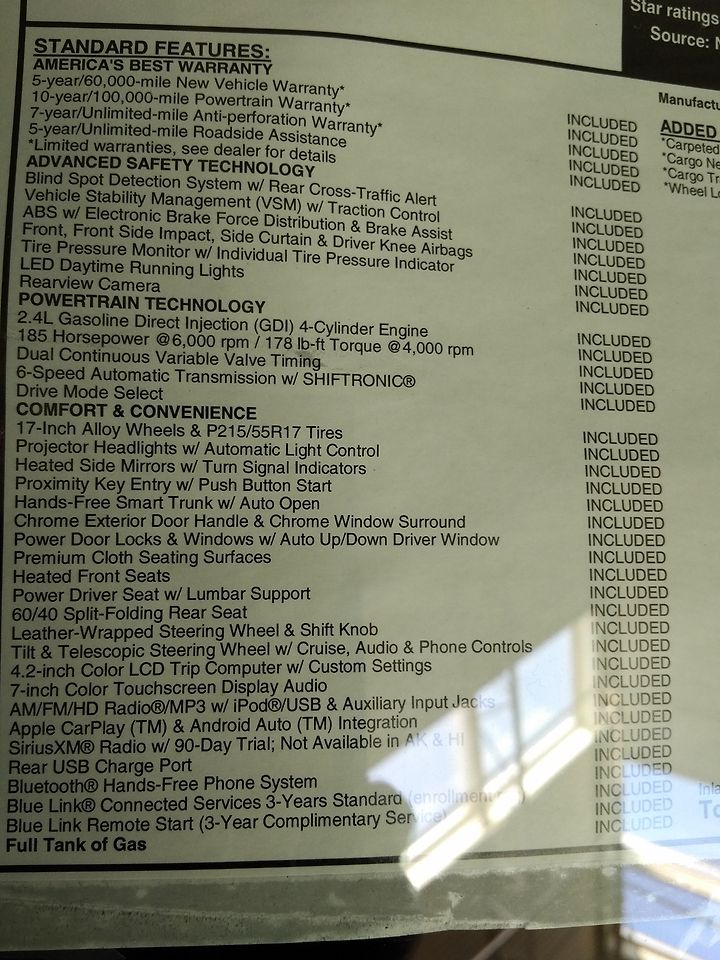 Star ratings
Source:
STANDARD FEATURES:
AMERICA'S BEST WARRANTY
5-year/60,000-mile New Vehicle Warranty* INCLUDED
10-year/100,000-mile Powertrain Warranty* INCLUDED
7-year/Unlimited-mile Anti-perforation Warranty* INCLUDED
5-year/Unlimited-mile Roadside Assistance INCLUDED
*Limited warranties, see dealer for details INCLUDED
ADVANCED SAFETY TECHNOLOGY
Blind Spot Detection System w/ Rear Cross-Traffic Alert INCLUDED
Vehicle Stability Management (VSM) w/ Traction Control INCLUDED
ABS w/ Electronic Brake Force Distribution & Brake Assist INCLUDED
Front, Front Side Impact, Side Curtain & Driver Knee Airbags INCLUDED
Tire Pressure Monitor w/ Individual Tire Pressure Indicator INCLUDED
LED Daytime Running Lights INCLUDED
Rearview Camera INCLUDED
POWERTRAIN TECHNOLOGY
2.4L Gasoline Direct Injection (GDI) 4-Cylinder Engine INCLUDED
185 Horsepower @6,000 rpm / 178 lb-ft Torque @4,000 rpm INCLUDED
Dual Continuous Variable Valve Timing INCLUDED
6-Speed Automatic Transmission w/ SHIFTRONIC® INCLUDED
Drive Mode Select INCLUDED
COMFORT & CONVENIENCE
17-Inch Alloy Wheels & P215/55R17 Tires INCLUDED
Projector Headlights w/ Automatic Light Control INCLUDED
Heated Side Mirrors w/ Turn Signal Indicators INCLUDED
Proximity Key Entry w/ Push Button Start INCLUDED
Hands-Free Smart Trunk w/ Auto Open INCLUDED
Chrome Exterior Door Handle & Chrome Window Surround INCLUDED
Power Door Locks & Windows w/ Auto Up/Down Driver Window INCLUDED
Premium Cloth Seating Surfaces INCLUDED
Heated Front Seats INCLUDED
Power Driver Seat w/ Lumbar Support INCLUDED
60/40 Split-Folding Rear Seat INCLUDED
Leather-Wrapped Steering Wheel & Shift Knob INCLUDED
Tilt & Telescopic Steering Wheel w/ Cruise, Audio & Phone Controls INCLUDED
4.2-inch Color LCD Trip Computer w/ Custom Settings INCLUDED
7-inch Color Touchscreen Display Audio INCLUDED
AM/FM/HD Radio®/MP3 w/ iPod®/USB & Auxiliary Input Jacks INCLUDED
Apple CarPlay (TM) & Android Auto (TM) Integration INCLUDED
SiriusXM® Radio w/ 90-Day Trial; Not Available in AK & HI INCLUDED
Rear USB Charge Port INCLUDED
Bluetooth® Hands-Free Phone System INCLUDED
Blue Link® Connected Services 3-Years Standard (enrollment INCLUDED
Blue Link Remote Start (3-Year Complimentary Service) INCLUDED
Full Tank of Gas INCLUDED
ADDED
*Carpeted
*Cargo
*Cargo
*Wheel